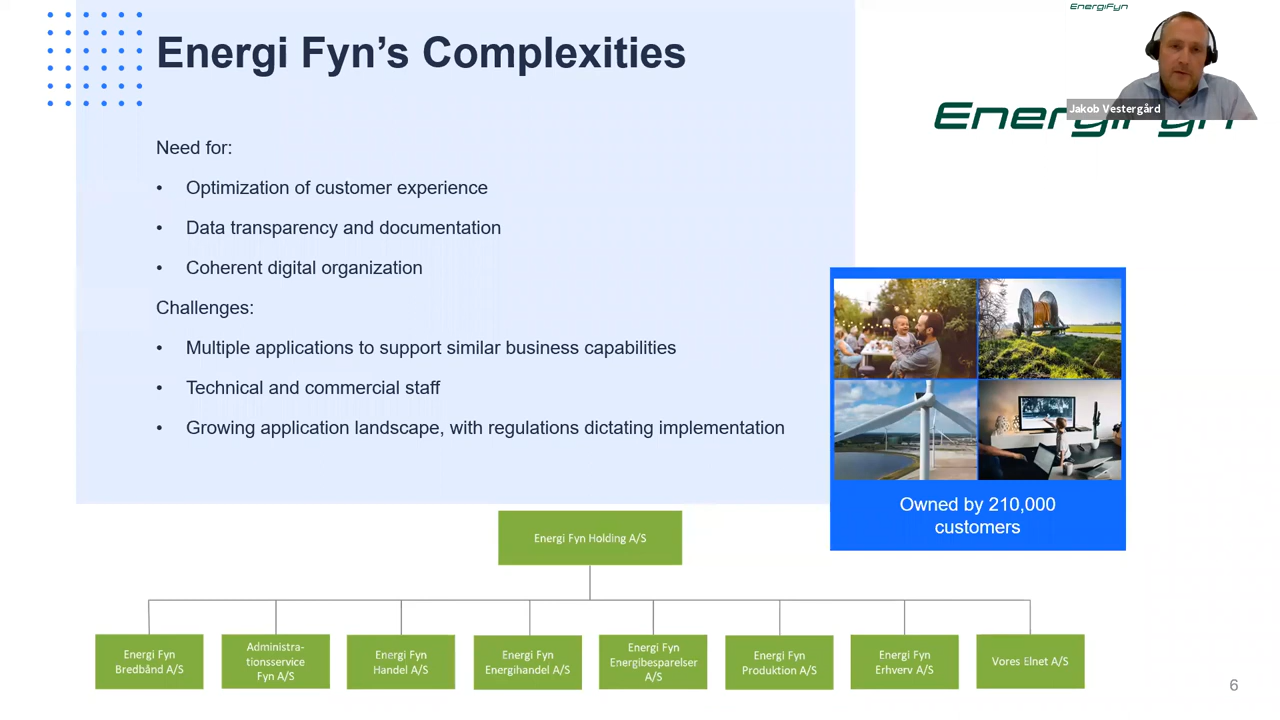 EnergiFyn
Energi Fyn’s Complexities
Jakob Vestergård
EnergiFyn
Need for:
• Optimization of customer experience
• Data transparency and documentation
• Coherent digital organization
Challenges:
• Multiple applications to support similar business capabilities
• Technical and commercial staff
• Growing application landscape, with regulations dictating implementation
Owned by 210,000
customers
Energi Fyn Holding A/S
Energi Fyn
Bredbånd A/S
Administra-
tionsservice
Fyn A/S
Energi Fyn
Handel A/S
Energi Fyn
Energihandel A/S
Energi Fyn
Energibesparelser
A/S
Energi Fyn
Produktion A/S
Energi Fyn
Erhverv A/S
Vores Elnet A/S
6